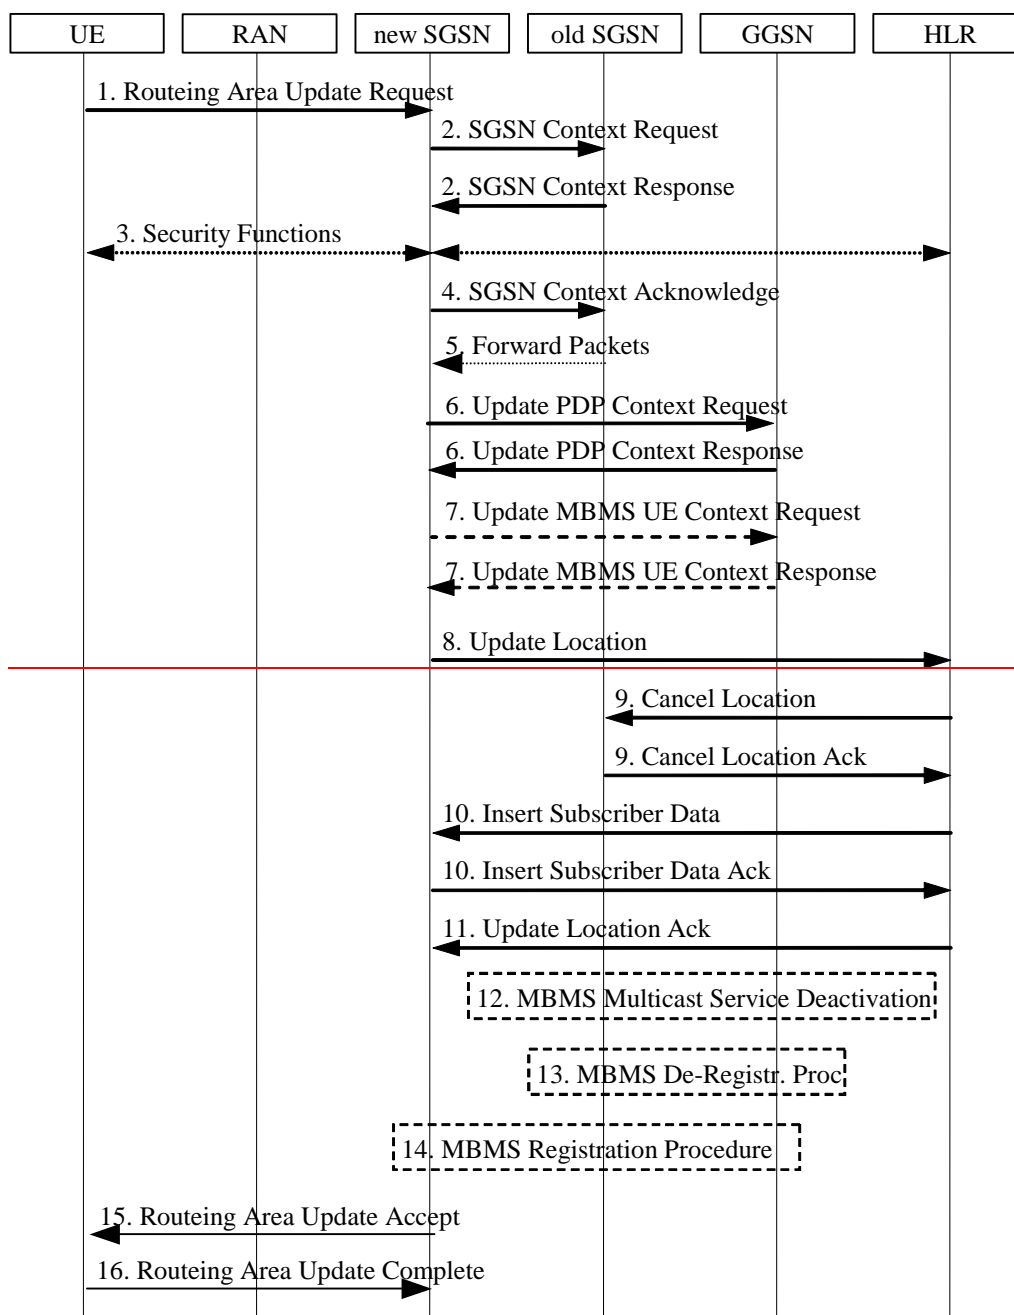 UE
RAN
new SGSN
old SGSN
GGSN
HLR
1. Routeing Area Update Request
2. SGSN Context Request
2. SGSN Context Response
3. Security Functions
4. SGSN Context Acknowledge
5. Forward Packets
6. Update PDP Context Request
6. Update PDP Context Response
7. Update MBMS UE Context Request
7. Update MBMS UE Context Response
8. Update Location
9. Cancel Location
9. Cancel Location Ack
10. Insert Subscriber Data
10. Insert Subscriber Data Ack
11. Update Location Ack
12. MBMS Multicast Service Deactivation
13. MBMS De-Registr. Proc
14. MBMS Registration Procedure
15. Routeing Area Update Accept
16. Routeing Area Update Complete